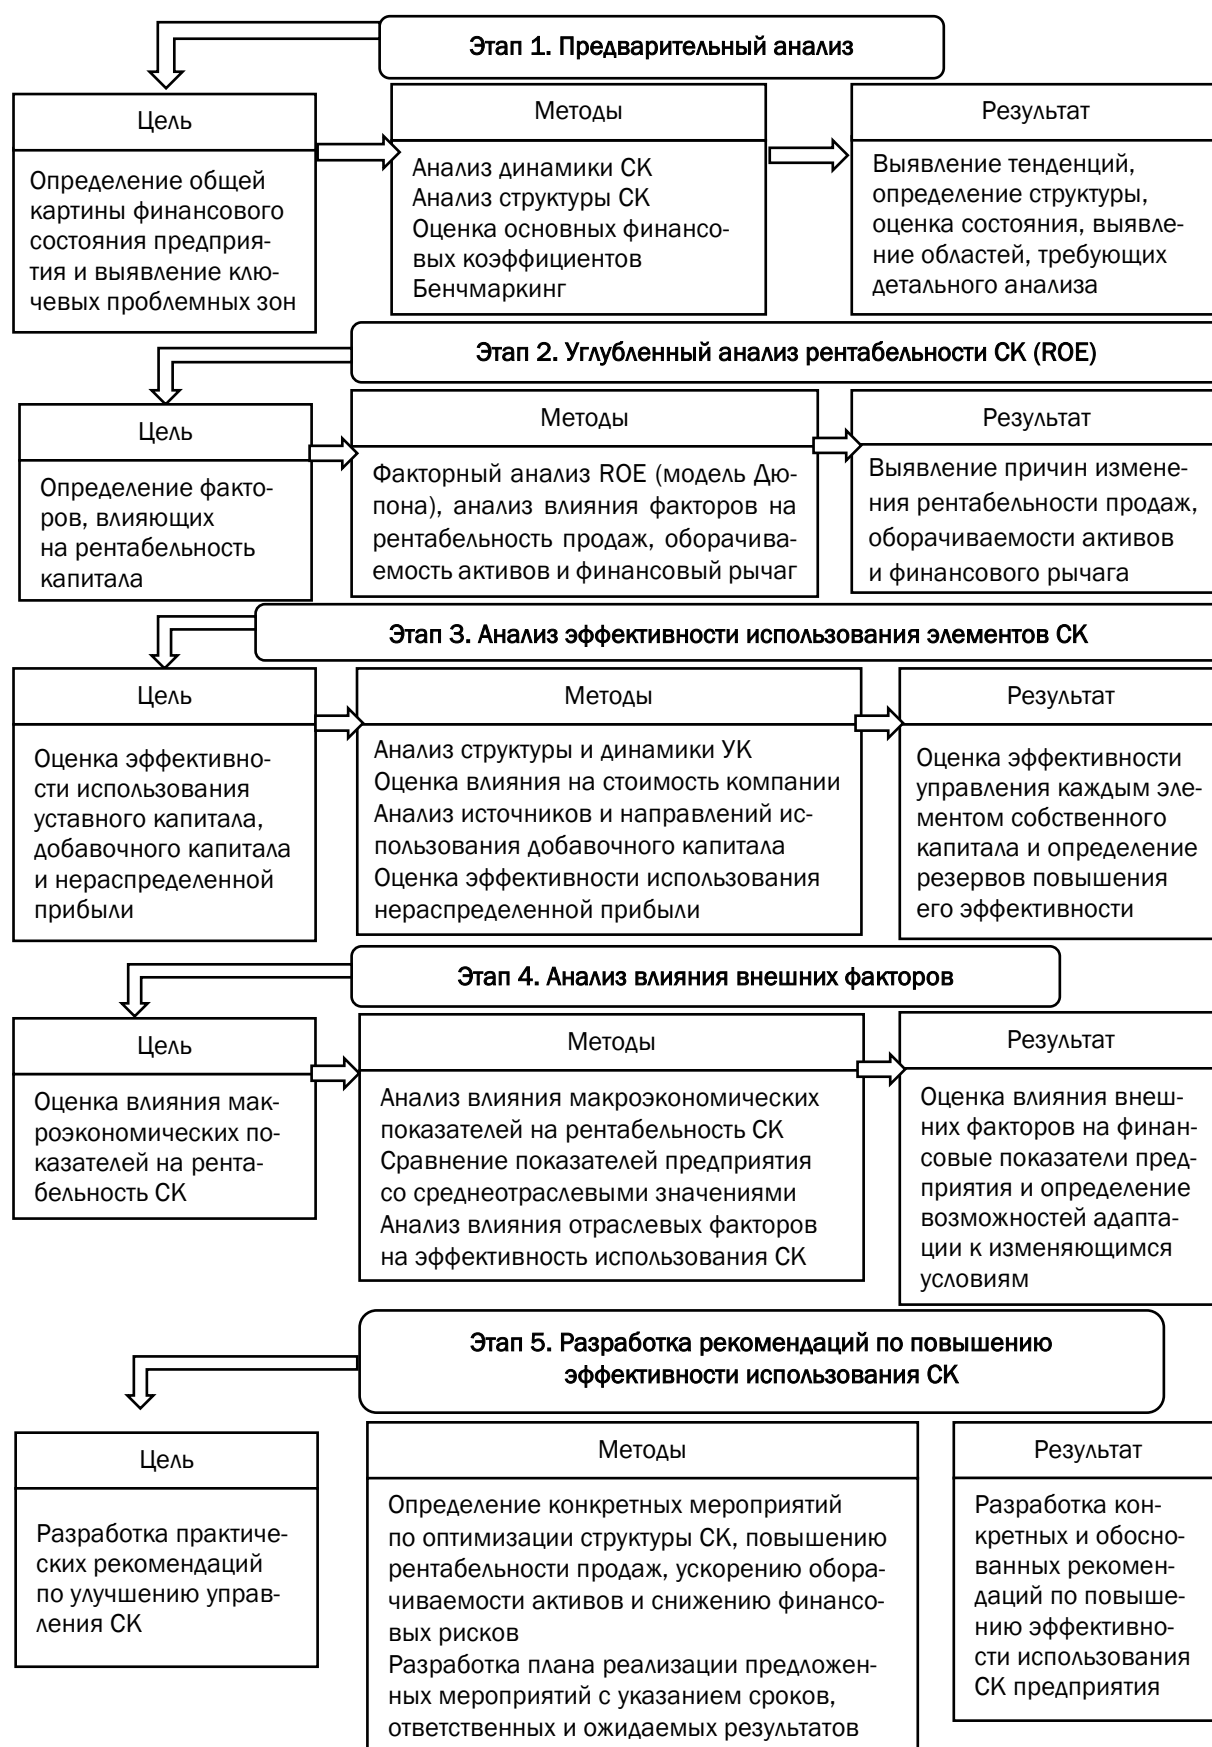 Этап 1. Предварительный анализ
Цель
Определение общей
картины финансового
состояния предприя-
тия и выявление клю-
чевых проблемных зон
Методы
Анализ динамики СК
Анализ структуры СК
Оценка основных финансо-
вых коэффициентов
Бенчмаркинг
Результат
Выявление тенденций,
определение структуры,
оценка состояния, выявле-
ние областей, требующих
детального анализа
Этап 2. Углубленный анализ рентабельности СК (ROE)
Цель
Определение факто-
ров, влияющих
на рентабельность
капитала
Методы
Факторный анализ ROE (модель Дю-
пона), анализ влияния факторов на
рентабельность продаж, оборачива-
емость активов и финансовый рычаг
Результат
Выявление причин измене-
ния рентабельности продаж,
оборачиваемости активов
и финансового рычага
Этап 3. Анализ эффективности использования элементов СК
Цель
Оценка эффективно-
сти использования
уставного капитала,
добавочного капитала
и нераспределенной
прибыли
Методы
Анализ структуры и динамики УК
Оценка влияния на стоимость компании
Анализ источников и направлений ис-
пользования добавочного капитала
Оценка эффективности использования
нераспределенной прибыли
Результат
Оценка эффективности
управления каждым эле-
ментом собственного
капитала и определение
резервов повышения
его эффективности
Этап 4. Анализ влияния внешних факторов
Цель
Оценка влияния мак-
роэкономических по-
казателей на рента-
бельность СК
Методы
Анализ влияния макроэкономических
показателей на рентабельность СК
Сравнение показателей предприятия
со среднеотраслевыми значениями
Анализ влияния отраслевых факторов
на эффективность использования СК
Результат
Оценка влияния внеш-
них факторов на финан-
совые показатели пред-
приятия и определение
возможностей адапта-
ции к изменяющимся
условиям
Этап 5. Разработка рекомендаций по повышению
эффективности использования СК
Цель
Разработка практиче-
ских рекомендаций
по улучшению управ-
ления СК
Методы
Определение конкретных мероприятий
по оптимизации структуры СК, повышению
рентабельности продаж, ускорению обора-
чиваемости активов и снижению финансо-
вых рисков
Разработка плана реализации предложен-
ных мероприятий с указанием сроков,
ответственных и ожидаемых результатов
Результат
Разработка кон-
кретных и обосно-
ванных рекомен-
даций по повыше-
нию эффективно-
сти использования
СК предприятия